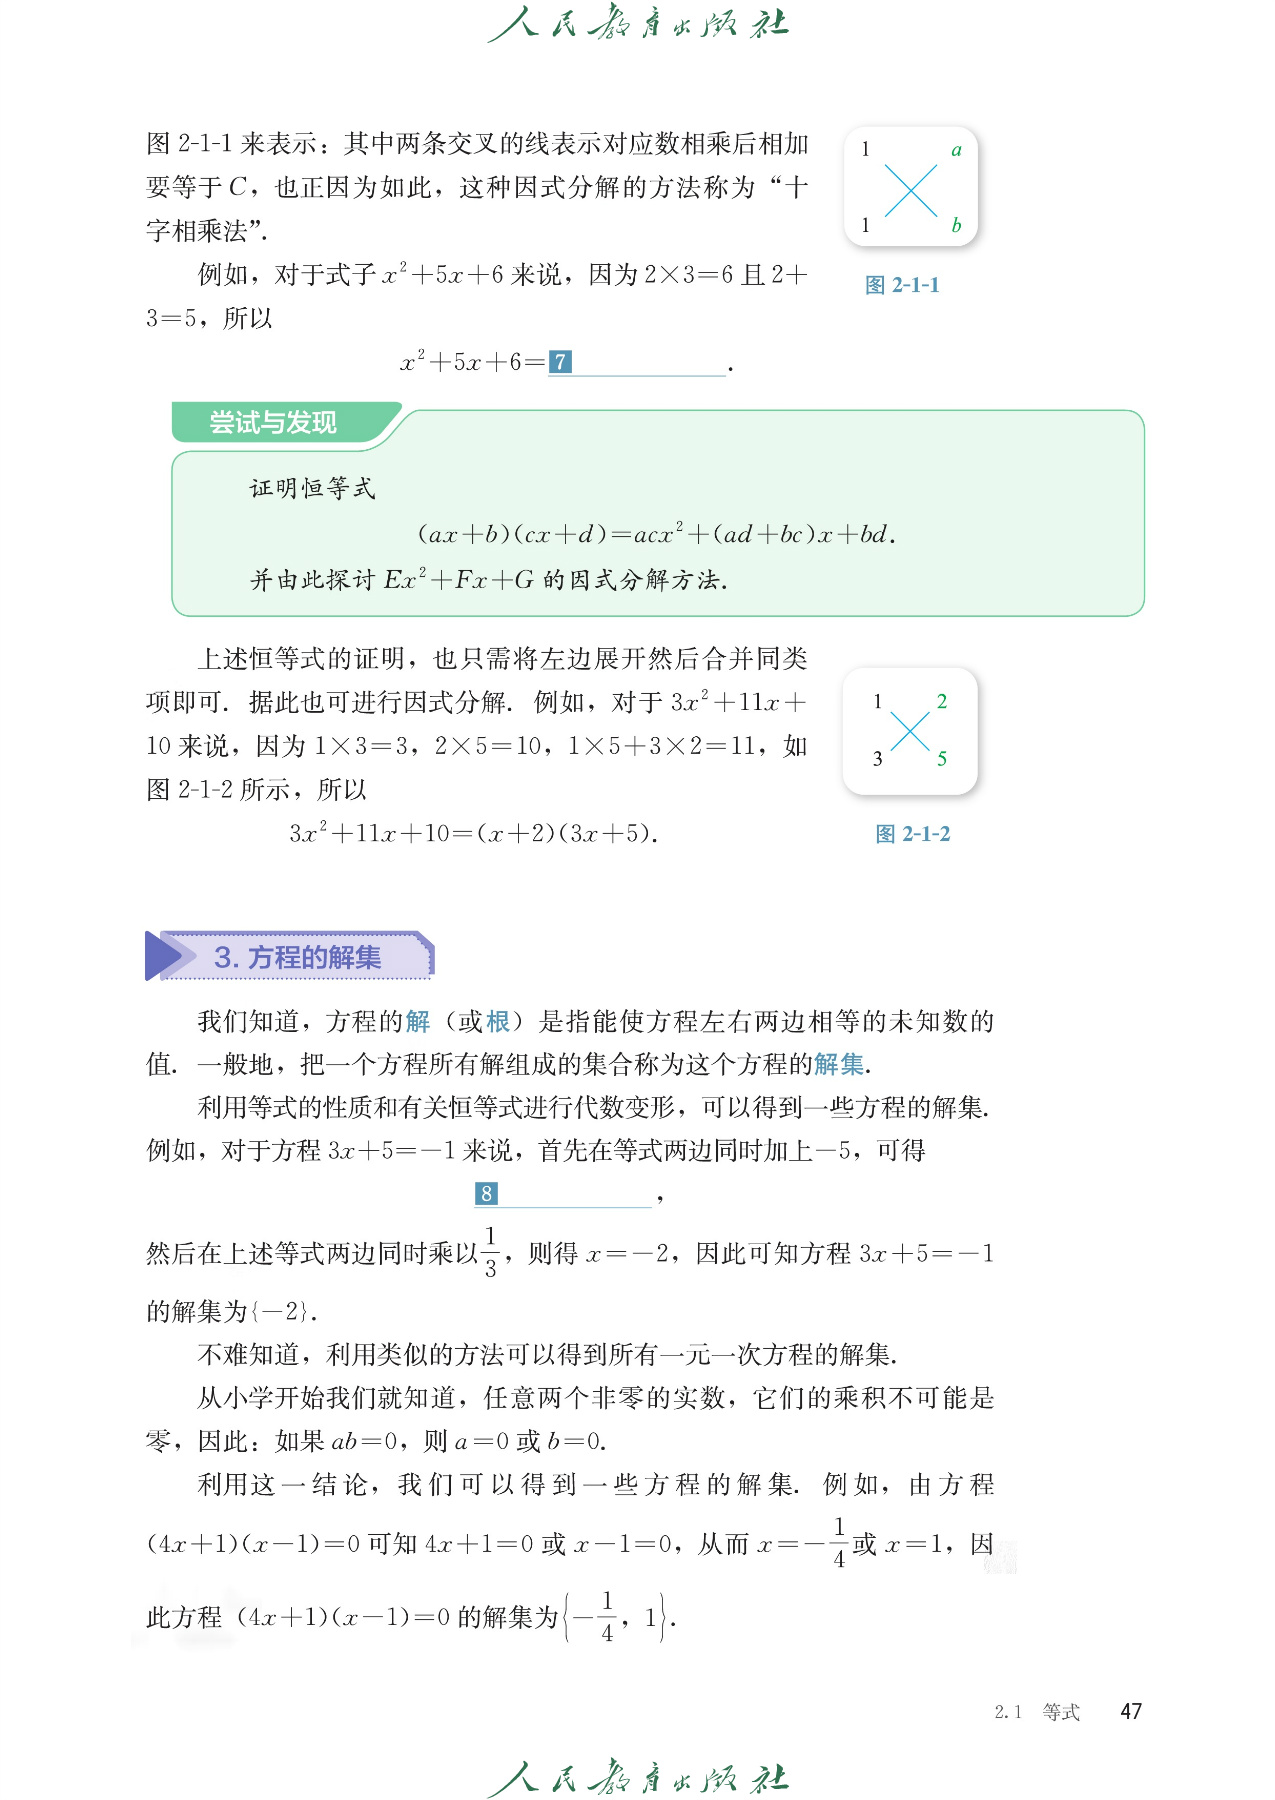 人民教育出版社
图 2-1-1 来表示：其中两条交叉的线表示对应数相乘后相加
要等于 C，也正因为如此，这种因式分解的方法称为“十
字相乘法”.
1 a
1 b
图 2-1-1
例如，对于式子 x²+5x+6 来说，因为 2×3=6 且 2+
3=5，所以
x²+5x+6=7________.
尝试与发现
证明恒等式
(ax+b)(cx+d)=acx²+(ad+bc)x+bd.
并由此探讨 Ex²+Fx+G 的因式分解方法.
上述恒等式的证明，也只需将左边展开然后合并同类
项即可. 据此也可进行因式分解. 例如，对于 3x²+11x+
10 来说，因为 1×3=3，2×5=10，1×5+3×2=11，如
图 2-1-2 所示，所以
3x²+11x+10=(x+2)(3x+5).
1 2
3 5
图 2-1-2
3. 方程的解集
我们知道，方程的解（或根）是指能使方程左右两边相等的未知数的
值. 一般地，把一个方程所有解组成的集合称为这个方程的解集.
利用等式的性质和有关恒等式进行代数变形，可以得到一些方程的解集.
例如，对于方程 3x+5=-1 来说，首先在等式两边同时加上-5，可得
8________，
然后在上述等式两边同时乘以1/3，则得 x=-2，因此可知方程 3x+5=-1
的解集为{-2}.
不难知道，利用类似的方法可以得到所有一元一次方程的解集.
从小学开始我们就知道，任意两个非零的实数，它们的乘积不可能是
零，因此：如果 ab=0，则 a=0 或 b=0.
利用这一结论，我们可以得到一些方程的解集. 例如，由方程
(4x+1)(x-1)=0 可知 4x+1=0 或 x-1=0，从而 x=-1/4 或 x=1，因
此方程 (4x+1)(x-1)=0 的解集为{-1/4，1}.
2.1 等式 47
人民教育出版社